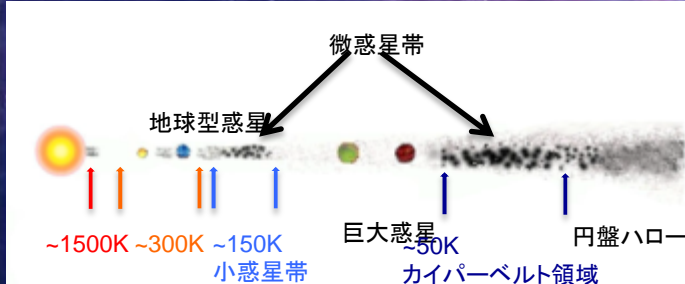 微惑星帯
地球型惑星
巨大惑星
円盤ハロー
~1500K
~300K
~150K
小惑星帯
~50K
カイパーベルト領域